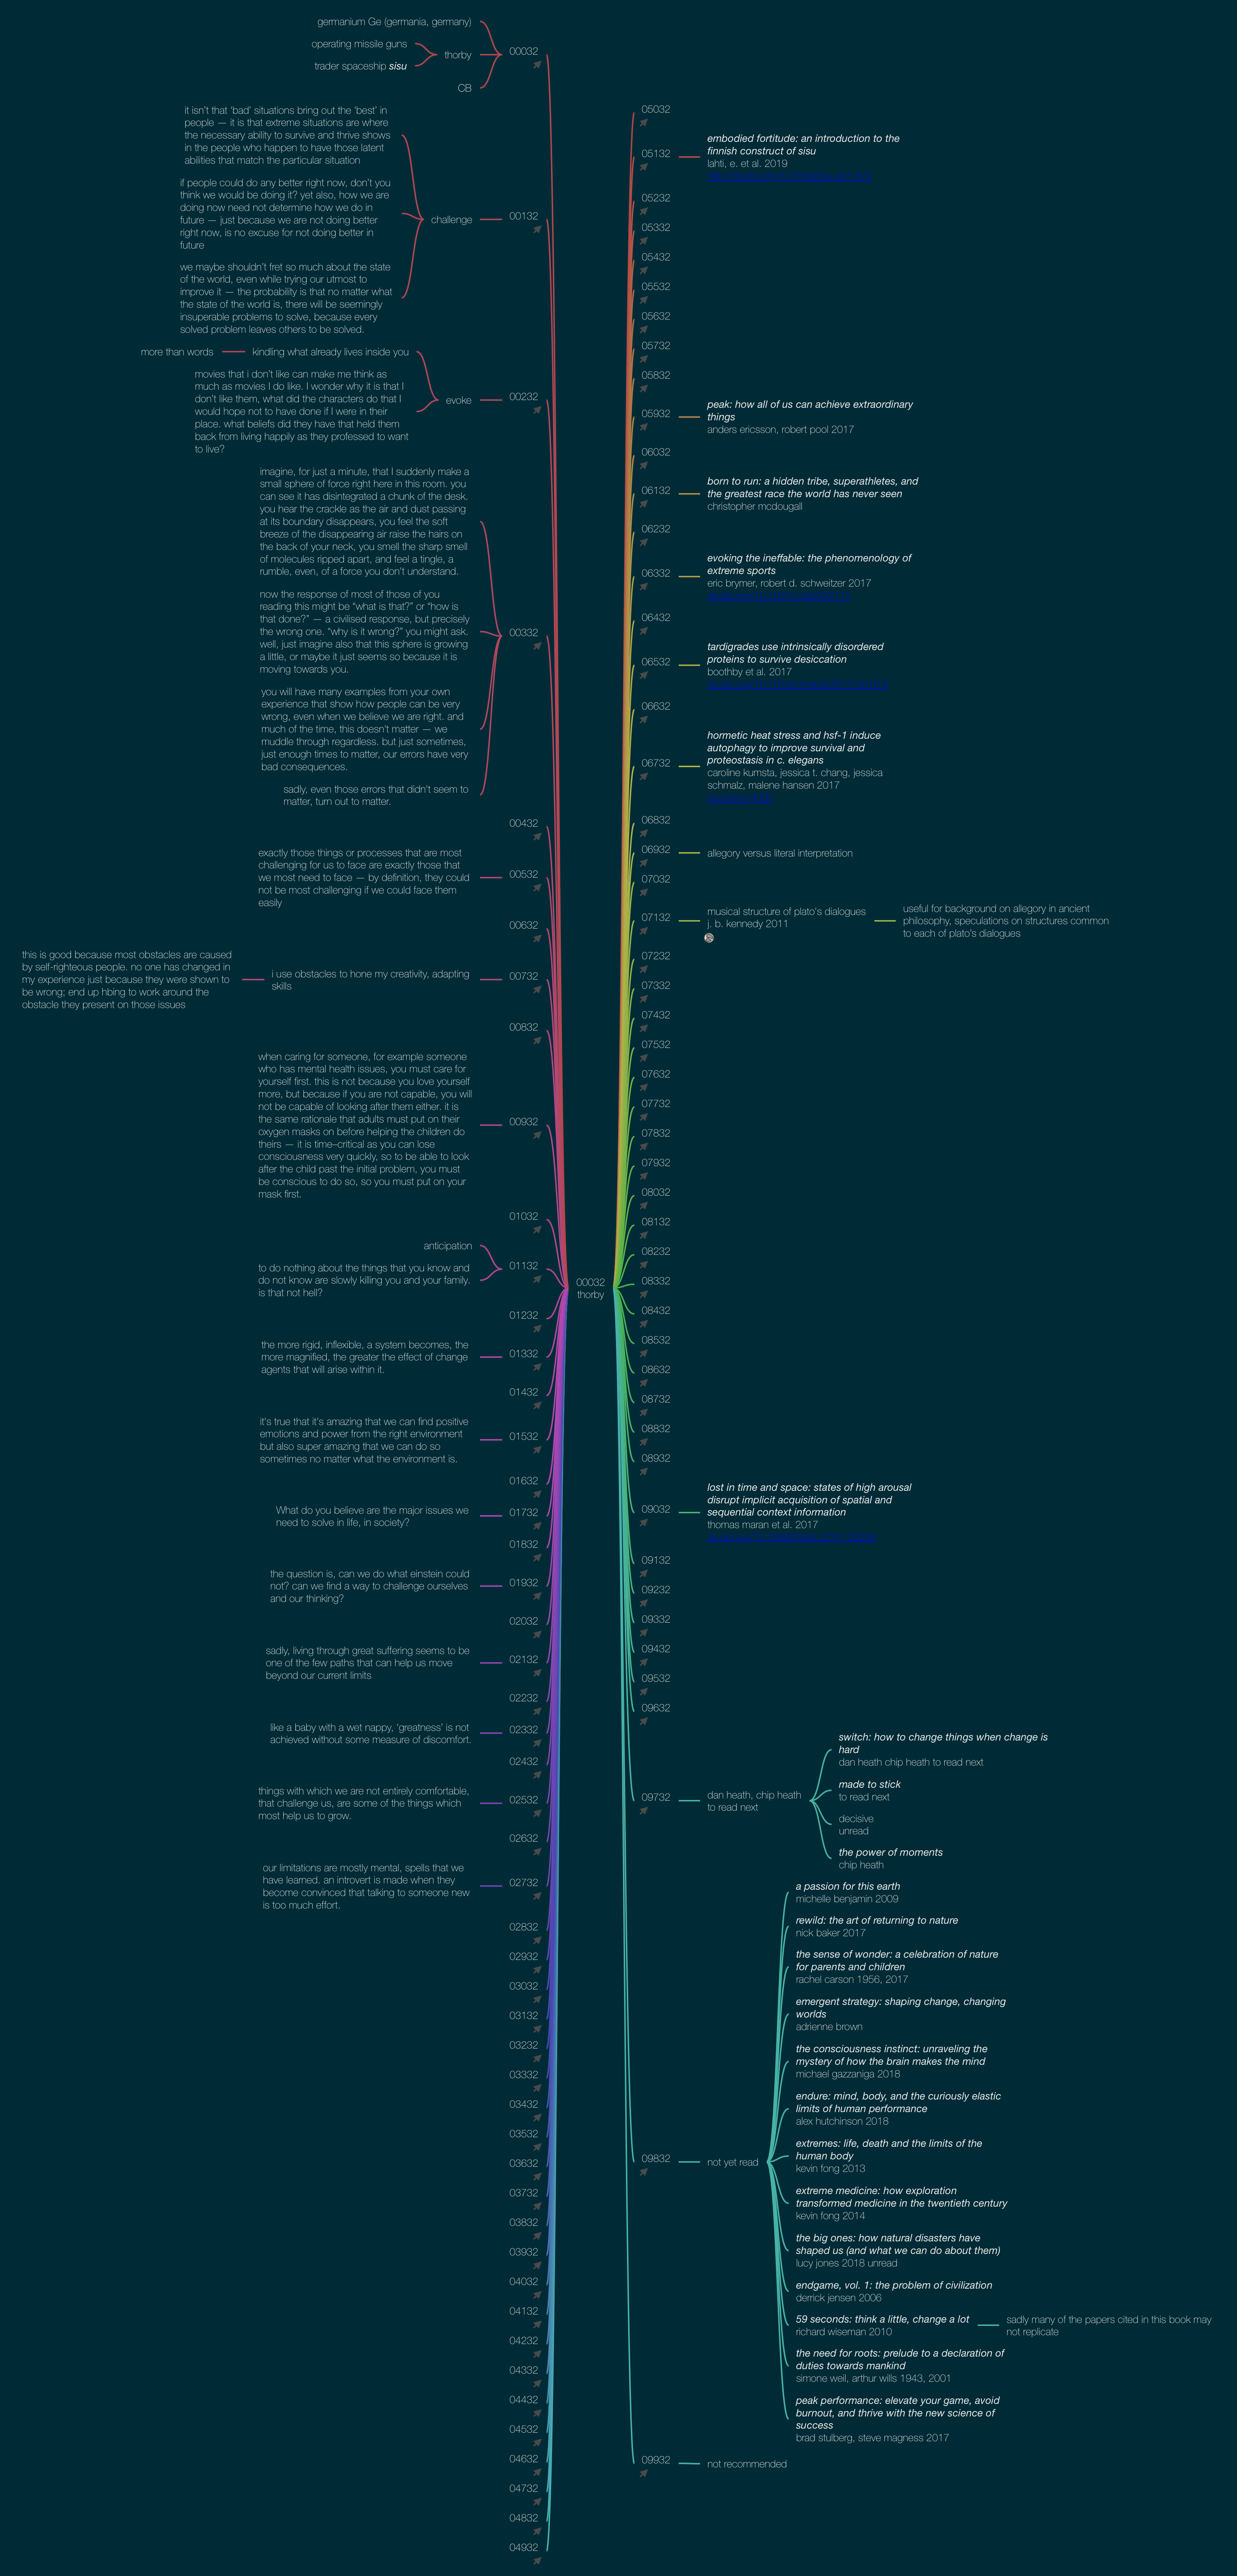 germanium Ge (germania, germany)
operating missile guns
thorby
trader spaceship sisu
CB
00032
it isn't that 'bad' situations bring out the 'best' in
people — it is that extreme situations are where
the necessary ability to survive and thrive shows
in the people who happen to have those latent
abilities that match the particular situation
if people could do any better right now, don't you
think we would be doing it? yet also, how we are
doing now need not determine how we do in
future — just because we are not doing better
right now, is no excuse for not doing better in
future
we maybe shouldn't fret so much about the state
of the world, even while trying our utmost to
improve it — the probability is that no matter what
the state of the world is, there will be seemingly
insuperable problems to solve, because every
solved problem leaves others to be solved.
challenge
00132
more than words
kindling what already lives inside you
movies that i don't like can make me think as
much as movies I do like. I wonder why it is that I
don't like them, what did the characters do that I
would hope not to have done if I were in their
place. what beliefs did they have that held them
back from living happily as they professed to want
to live?
evoke
00232
imagine, for just a minute, that I suddenly make a
small sphere of force right here in this room. you
can see it has disintegrated a chunk of the desk.
you hear the crackle as the air and dust passing
at its boundary disappears, you feel the soft
breeze of the disappearing air raise the hairs on
the back of your neck, you smell the sharp smell
of molecules ripped apart, and feel a tingle, a
rumble, even, of a force you don't understand.
now the response of most of those of you
reading this might be "what is that?" or "how is
that done?" — a civilised response, but precisely
the wrong one. "why is it wrong?" you might ask.
well, just imagine also that this sphere is growing
a little, or maybe it just seems so because it is
moving towards you.
you will have many examples from your own
experience that show how people can be very
wrong, even when we believe we are right. and
much of the time, this doesn't matter — we
muddle through regardless. but just sometimes,
just enough times to matter, our errors have very
bad consequences.
sadly, even those errors that didn't seem to
matter, turn out to matter.
00332
00432
exactly those things or processes that are most
challenging for us to face are exactly those that
we most need to face — by definition, they could
not be most challenging if we could face them
easily
00532
00632
this is good because most obstacles are caused
by self-righteous people. no one has changed in
my experience just because they were shown to
be wrong; end up hbing to work around the
obstacle they present on those issues
i use obstacles to hone my creativity, adapting
skills
00732
00832
when caring for someone, for example someone
who has mental health issues, you must care for
yourself first. this is not because you love yourself
more, but because if you are not capable, you will
not be capable of looking after them either. it is
the same rationale that adults must put on their
oxygen masks on before helping the children do
theirs — it is time–critical as you can lose
consciousness very quickly, so to be able to look
after the child past the initial problem, you must
be conscious to do so, so you must put on your
mask first.
00932
01032
anticipation
to do nothing about the things that you know and
do not know are slowly killing you and your family.
is that not hell?
01132
01232
the more rigid, inflexible, a system becomes, the
more magnified, the greater the effect of change
agents that will arise within it.
01332
01432
it's true that it's amazing that we can find positive
emotions and power from the right environment
but also super amazing that we can do so
sometimes no matter what the environment is.
01532
01632
What do you believe are the major issues we
need to solve in life, in society?
01732
01832
the question is, can we do what einstein could
not? can we find a way to challenge ourselves
and our thinking?
01932
02032
sadly, living through great suffering seems to be
one of the few paths that can help us move
beyond our current limits
02132
02232
like a baby with a wet nappy, 'greatness' is not
achieved without some measure of discomfort.
02332
02432
things with which we are not entirely comfortable,
that challenge us, are some of the things which
most help us to grow.
02532
02632
our limitations are mostly mental, spells that we
have learned. an introvert is made when they
become convinced that talking to someone new
is too much effort.
02732
02832
02932
03032
03132
03232
03332
03432
03532
03632
03732
03832
03932
04032
04132
04232
04332
04432
04532
04632
04732
04832
04932
00032
thorby
05032
05132
embodied fortitude: an introduction to the
finnish construct of sisu
lahti, e. et al. 2019
05232
05332
05432
05532
05632
05732
05832
05932
peak: how all of us can achieve extraordinary
things
anders ericsson, robert pool 2017
06032
06132
born to run: a hidden tribe, superathletes, and
the greatest race the world has never seen
christopher mcdougall
06232
06332
evoking the ineffable: the phenomenology of
extreme sports
eric brymer, robert d. schweitzer 2017
06432
06532
tardigrades use intrinsically disordered
proteins to survive desiccation
boothby et al. 2017
06632
06732
hormetic heat stress and hsf-1 induce
autophagy to improve survival and
proteostasis in c. elegans
caroline kumsta, jessica t. chang, jessica
schmalz, malene hansen 2017
06832
06932
allegory versus literal interpretation
07032
07132
musical structure of plato's dialogues
j. b. kennedy 2011
useful for background on allegory in ancient
philosophy, speculations on structures common
to each of plato's dialogues
07232
07332
07432
07532
07632
07732
07832
07932
08032
08132
08232
08332
08432
08532
08632
08732
08832
08932
09032
lost in time and space: states of high arousal
disrupt implicit acquisition of spatial and
sequential context information
thomas maran et al. 2017
09132
09232
09332
09432
09532
09632
09732
dan heath, chip heath
to read next
switch: how to change things when change is
hard
dan heath chip heath to read next
made to stick
to read next
decisive
unread
the power of moments
chip heath
09832
not yet read
a passion for this earth
michelle benjamin 2009
rewild: the art of returning to nature
nick baker 2017
the sense of wonder: a celebration of nature
for parents and children
rachel carson 1956, 2017
emergent strategy: shaping change, changing
worlds
adrienne brown
the consciousness instinct: unraveling the
mystery of how the brain makes the mind
michael gazzaniga 2018
endure: mind, body, and the curiously elastic
limits of human performance
alex hutchinson 2018
extremes: life, death and the limits of the
human body
kevin fong 2013
extreme medicine: how exploration
transformed medicine in the twentieth century
kevin fong 2014
the big ones: how natural disasters have
shaped us (and what we can do about them)
lucy jones 2018 unread
endgame, vol. 1: the problem of civilization
derrick jensen 2006
59 seconds: think a little, change a lot
richard wiseman 2010
sadly many of the papers cited in this book may
not replicate
the need for roots: prelude to a declaration of
duties towards mankind
simone weil, arthur wills 1943, 2001
peak performance: elevate your game, avoid
burnout, and thrive with the new science of
success
brad stulberg, steve magness 2017
09932
not recommended